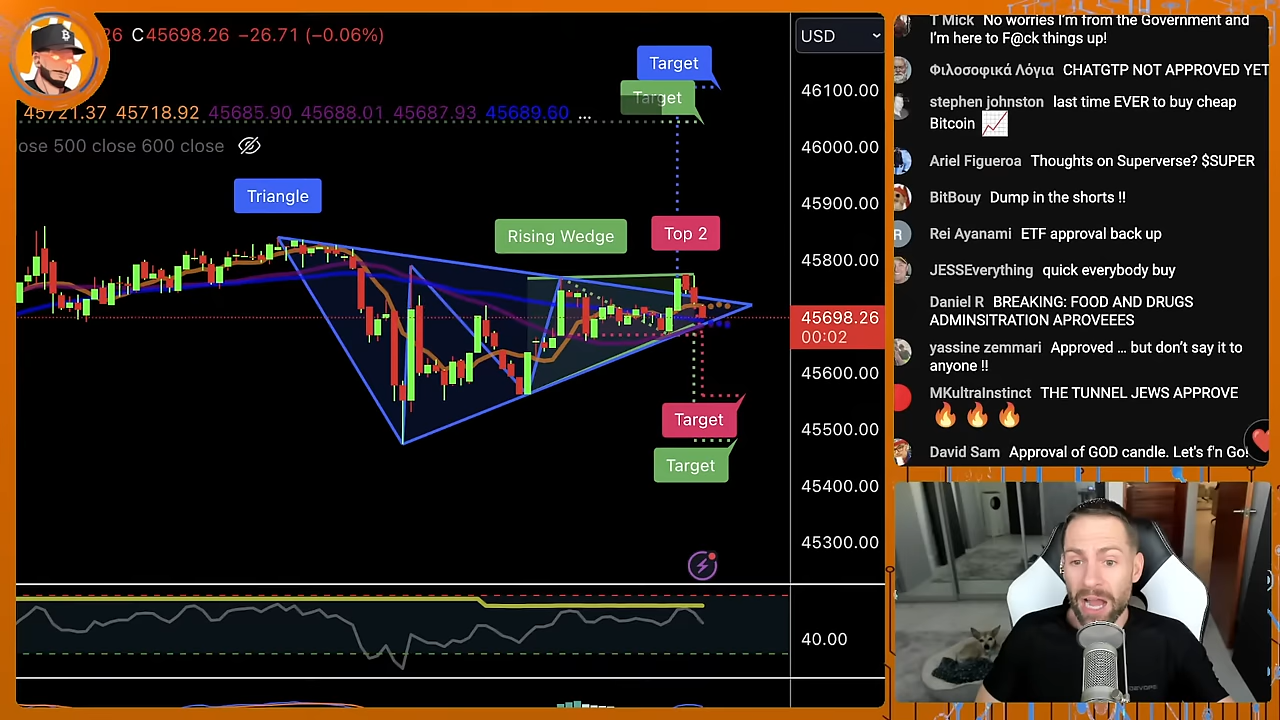 26 C45698.26 −26.71 (−0.06%)
45721.37 45718.92 45685.90 45688.01 45687.93 45689.60 ...
ose 500 close 600 close
Triangle
Rising Wedge
Top 2
Target
Target
Target
Target
USD
46100.00
46000.00
45900.00
45800.00
45698.26
00:02
45600.00
45500.00
45400.00
45300.00
40.00
T Mick No worries I'm from the Government and
I'm here to F@ck things up!
Φιλοσοφικά Λόγια CHATGTP NOT APPROVED YET
stephen johnston last time EVER to buy cheap
Bitcoin
Ariel Figueroa Thoughts on Superverse? $SUPER
BitBouy Dump in the shorts !!
R
Rei Ayanami ETF approval back up
JESSEverything quick everybody buy
Daniel R BREAKING: FOOD AND DRUGS
ADMINSITRATION APROVEEES
yassine zemmari Approved ... but don't say it to
anyone !!
MKultraInstinct THE TUNNEL JEWS APPROVE
David Sam Approval of GOD candle. Let's f'n Go!
DEVOPS